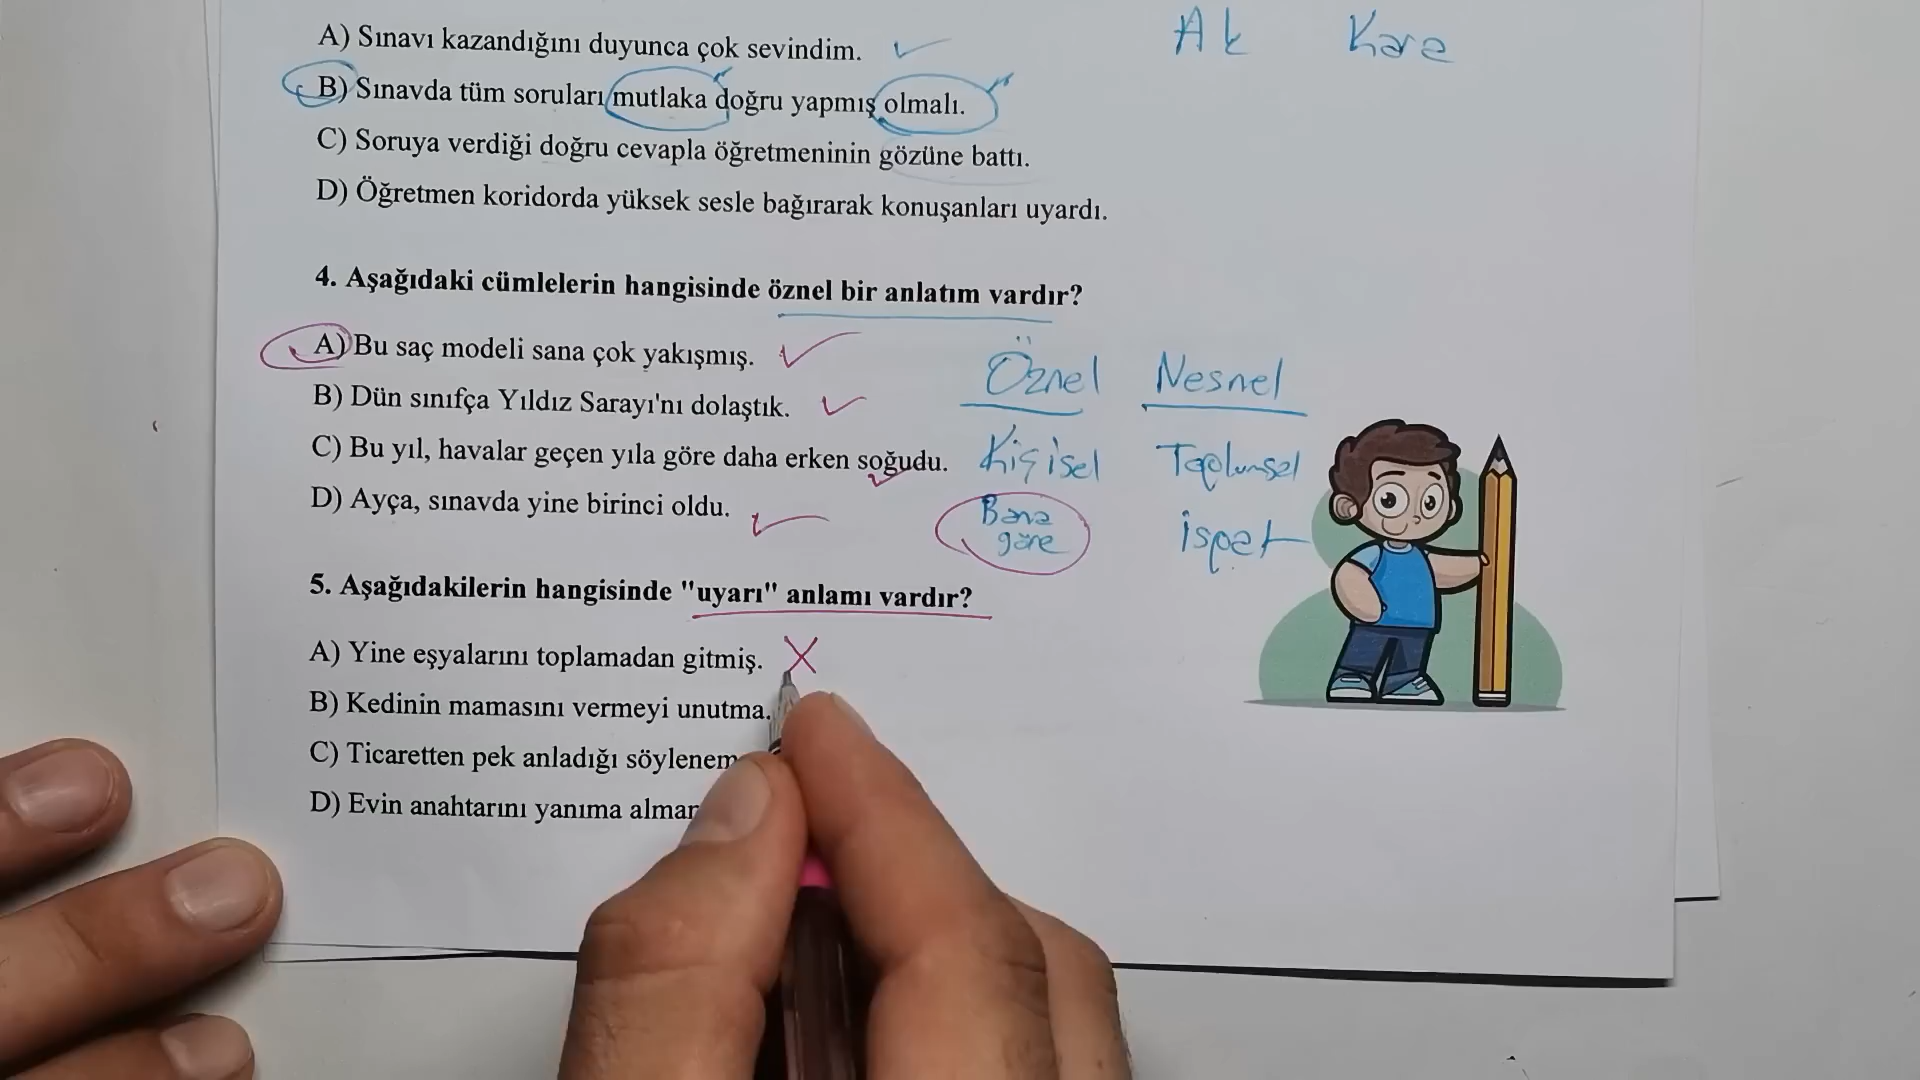 A) Sınavı kazandığını duyunca çok sevindim.
Ak Kara
B) Sınavda tüm soruları mutlaka doğru yapmış olmalı.
C) Soruya verdiği doğru cevapla öğretmeninin gözüne battı.
D) Öğretmen koridorda yüksek sesle bağırarak konuşanları uyardı.
4. Aşağıdaki cümlelerin hangisinde öznel bir anlatım vardır?
A) Bu saç modeli sana çok yakışmış.
B) Dün sınıfça Yıldız Sarayı'nı dolaştık.
C) Bu yıl, havalar geçen yıla göre daha erken soğudu.
D) Ayça, sınavda yine birinci oldu.
Öznel Nesnel
Kişisel Toplumsal
Bana
göre
ispat
5. Aşağıdakilerin hangisinde "uyarı" anlamı vardır?
A) Yine eşyalarını toplamadan gitmiş. X
B) Kedinin mamasını vermeyi unutma.
C) Ticaretten pek anladığı
D) Evin anahtarını yanıma